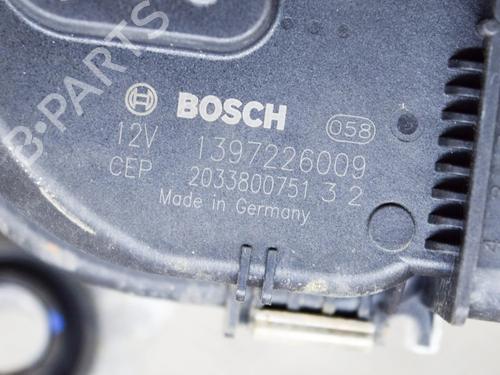 B-PARTS
BOSCH 058
12V 1397226009
CEP 2033800751 3 2
Made in Germany